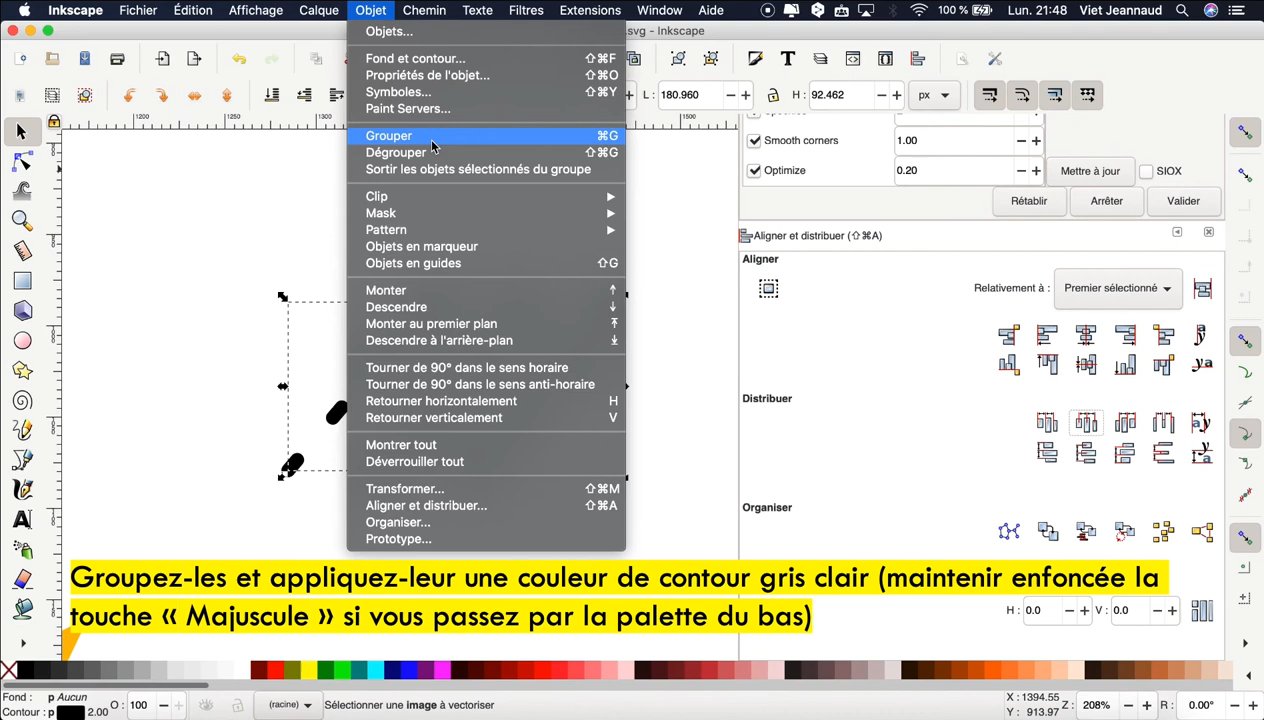 Inkscape Fichier Édition Affichage Calque Objet Chemin Texte Filtres Extensions Window Aide 100 % Lun. 21:48 Viet Jeannaud
.svg - Inkscape
Objets...
Fond et contour... ⇧⌘F
Propriétés de l'objet... ⇧⌘O
Symboles... ⇧⌘Y
Paint Servers...
L : 180.960 H : 92.462 px
Grouper ⌘G
Dégrouper ⇧⌘G
Sortir les objets sélectionnés du groupe
Clip
Mask
Pattern
Objets en marqueur
Objets en guides ⇧G
Monter
Descendre
Monter au premier plan
Descendre à l'arrière-plan
Tourner de 90° dans le sens horaire
Tourner de 90° dans le sens anti-horaire
Retourner horizontalement H
Retourner verticalement V
Montrer tout
Déverrouiller tout
Transformer... ⇧⌘M
Aligner et distribuer... ⇧⌘A
Organiser...
Prototype...
1200 1250 1300 1500
Smooth corners 1.00
Optimize 0.20 Mettre à jour SIOX
Rétablir Arrêter Valider
Aligner et distribuer (⇧⌘A)
Aligner
Relativement à : Premier sélectionné
Distribuer
Organiser
H : 0.0 V : 0.0
Groupez-les et appliquez-leur une couleur de contour gris clair (maintenir enfoncée la
touche « Majuscule » si vous passez par la palette du bas)
Fond : p Aucun
Contour : p 2.00 O : 100 (racine) Sélectionner une image à vectoriser
X : 1394.55
Y : 913.97
Z : 208% R : 0.00°